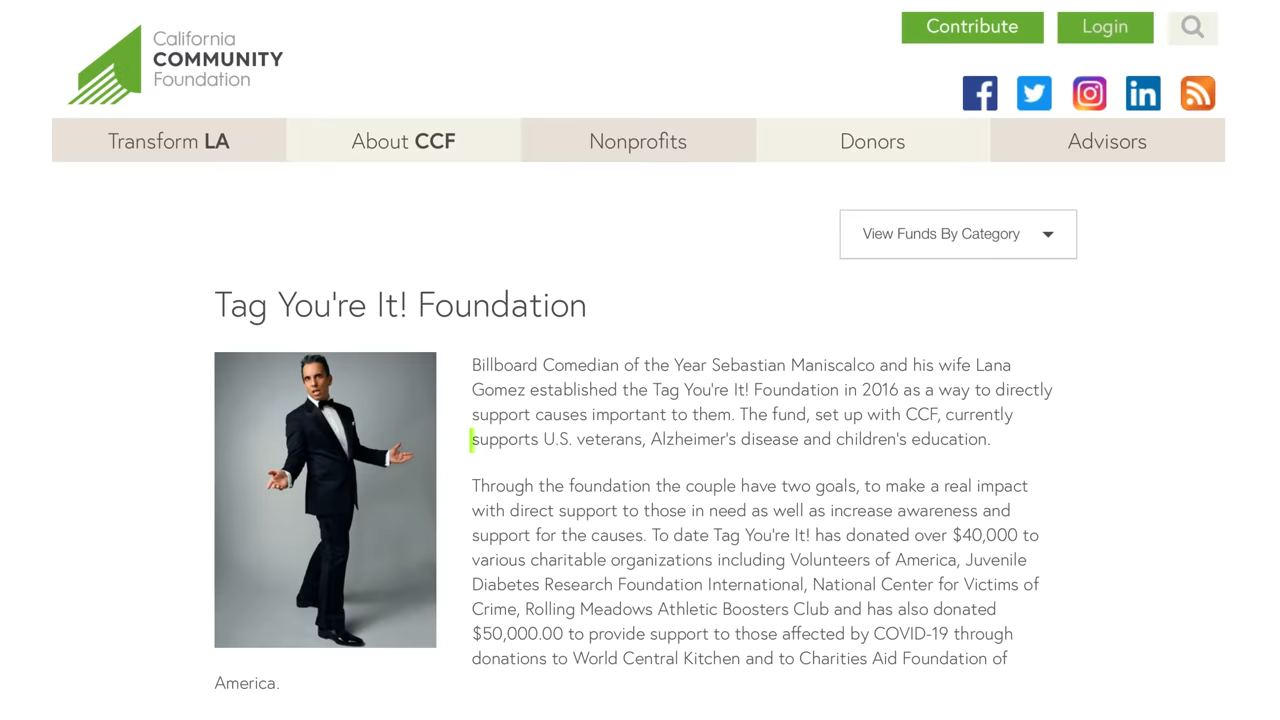 California
COMMUNITY
Foundation
Contribute
Login
Transform LA
About CCF
Nonprofits
Donors
Advisors
View Funds By Category
Tag You're It! Foundation
Billboard Comedian of the Year Sebastian Maniscalco and his wife Lana
Gomez established the Tag You're It! Foundation in 2016 as a way to directly
support causes important to them. The fund, set up with CCF, currently
supports U.S. veterans, Alzheimer's disease and children's education.
Through the foundation the couple have two goals, to make a real impact
with direct support to those in need as well as increase awareness and
support for the causes. To date Tag You're It! has donated over $40,000 to
various charitable organizations including Volunteers of America, Juvenile
Diabetes Research Foundation International, National Center for Victims of
Crime, Rolling Meadows Athletic Boosters Club and has also donated
$50,000.00 to provide support to those affected by COVID-19 through
donations to World Central Kitchen and to Charities Aid Foundation of
America.